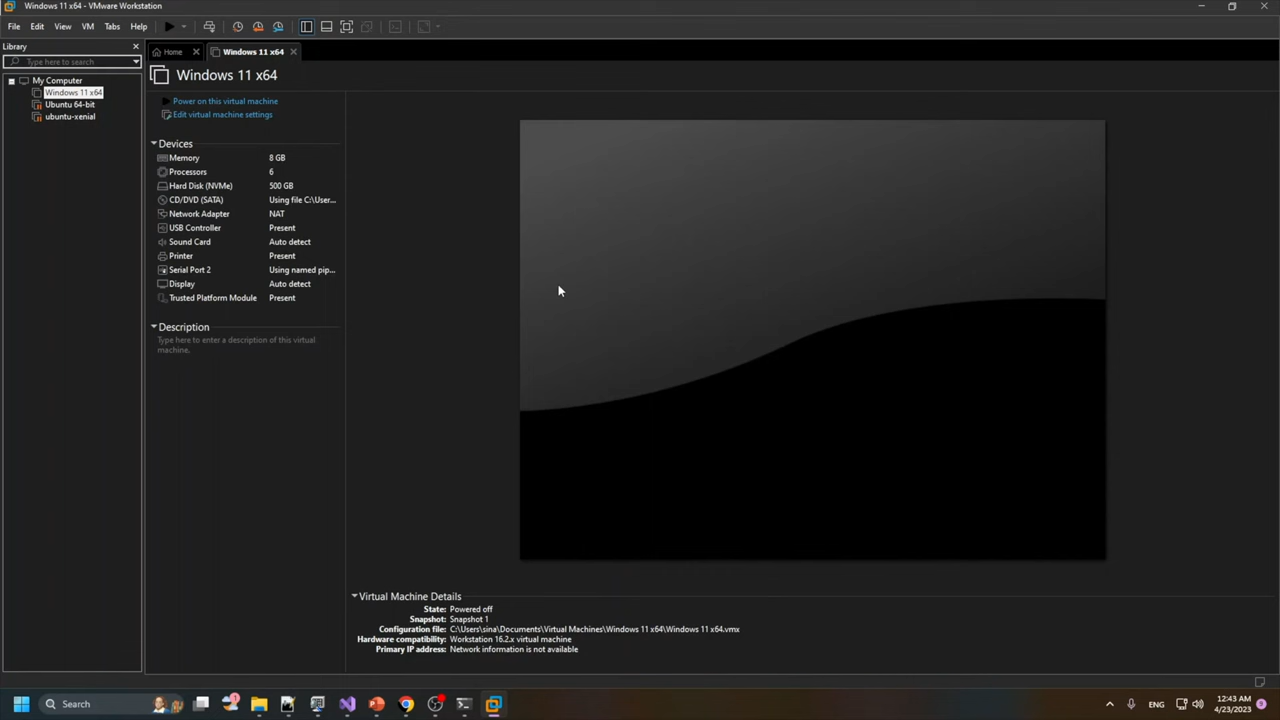 Windows 11 x64 - VMware Workstation
File Edit View VM Tabs Help
Library
Type here to search
My Computer
Windows 11 x64
Ubuntu 64-bit
ubuntu-xenial
Home
Windows 11 x64
Windows 11 x64
Power on this virtual machine
Edit virtual machine settings
Devices
Memory 8 GB
Processors 6
Hard Disk (NVMe) 500 GB
CD/DVD (SATA) Using file C:\User...
Network Adapter NAT
USB Controller Present
Sound Card Auto detect
Printer Present
Serial Port 2 Using named pip...
Display Auto detect
Trusted Platform Module Present
Description
Type here to enter a description of this virtual
machine.
Virtual Machine Details
State: Powered off
Snapshot: Snapshot 1
Configuration file: C:\Users\sina\Documents\Virtual Machines\Windows 11 x64\Windows 11 x64.vmx
Hardware compatibility: Workstation 16.2.x virtual machine
Primary IP address: Network information is not available
Search
1
ENG
12:43 AM
4/23/2023
3